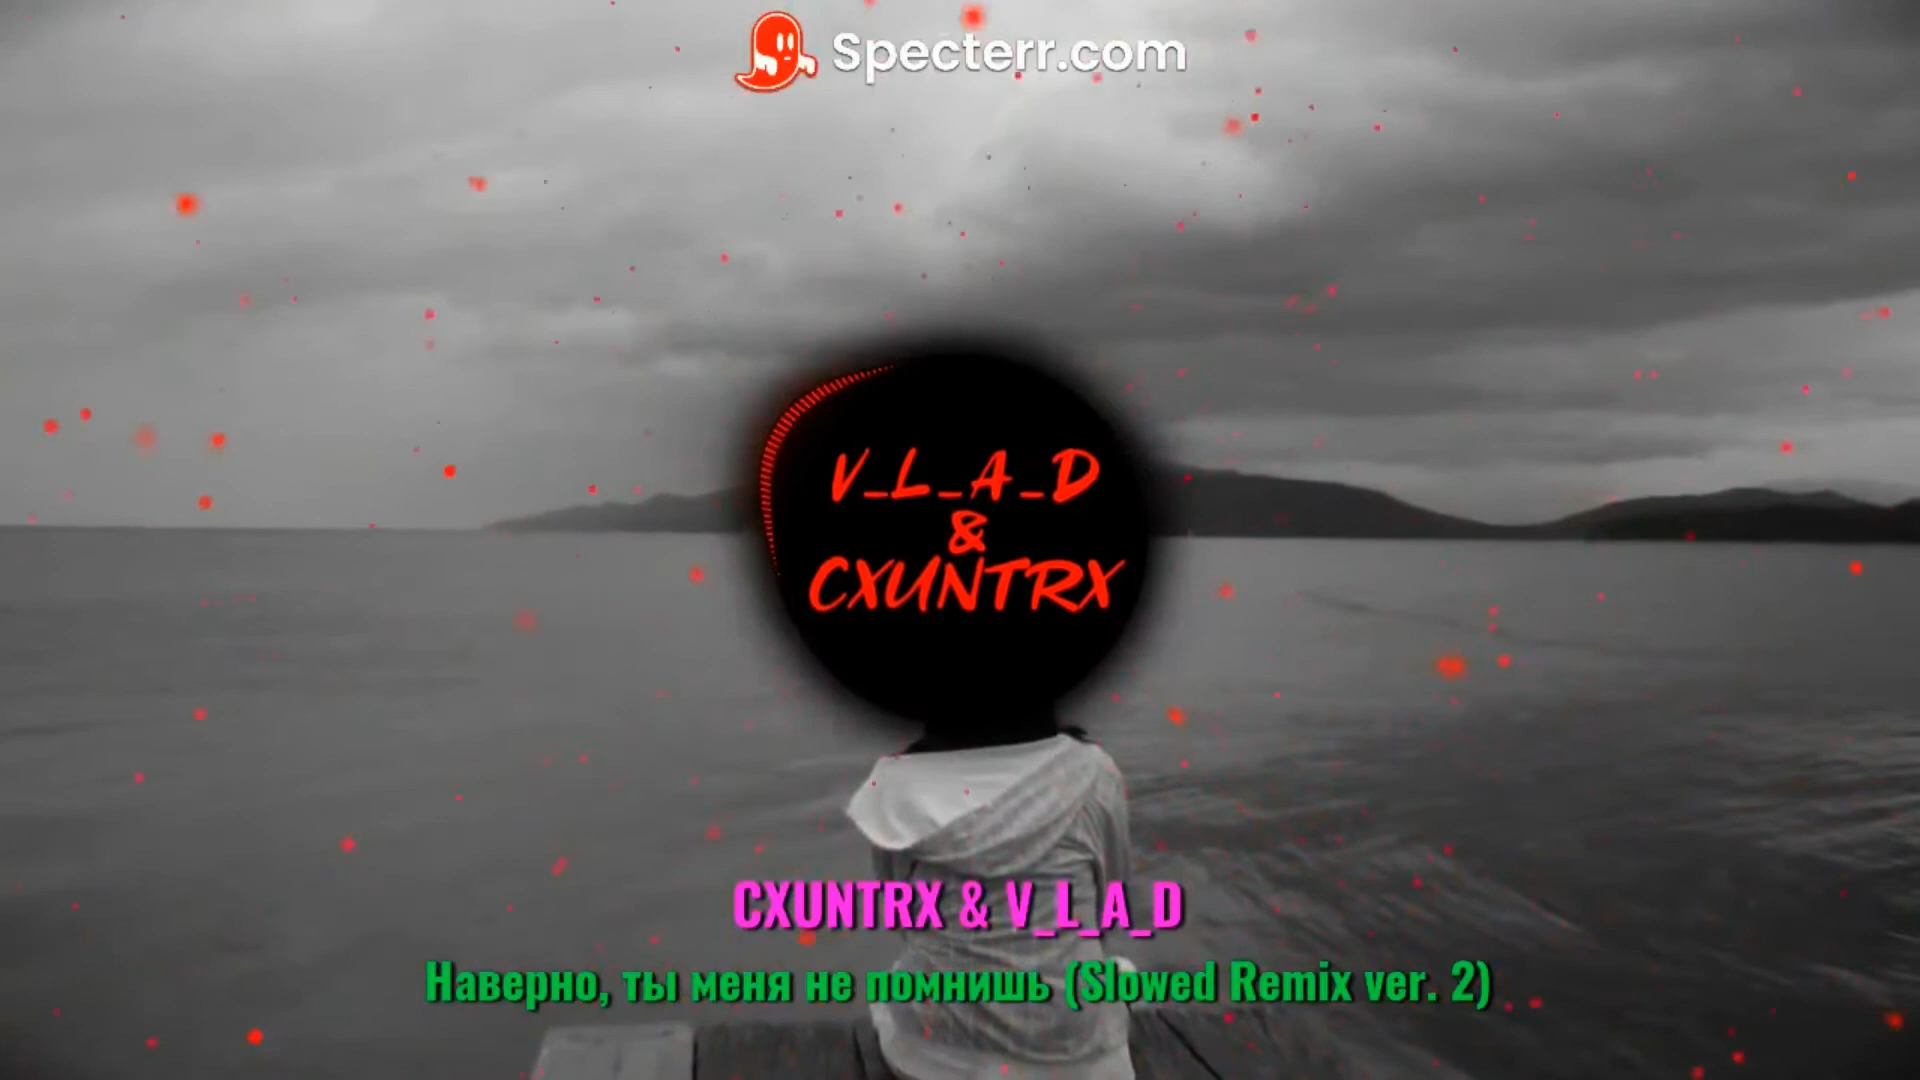 Specterr.com
V_L_A_D
&
CXUNTRX
CXUNTRX & V_L_A_D
Наверно, ты меня не помнишь (Slowed Remix ver. 2)